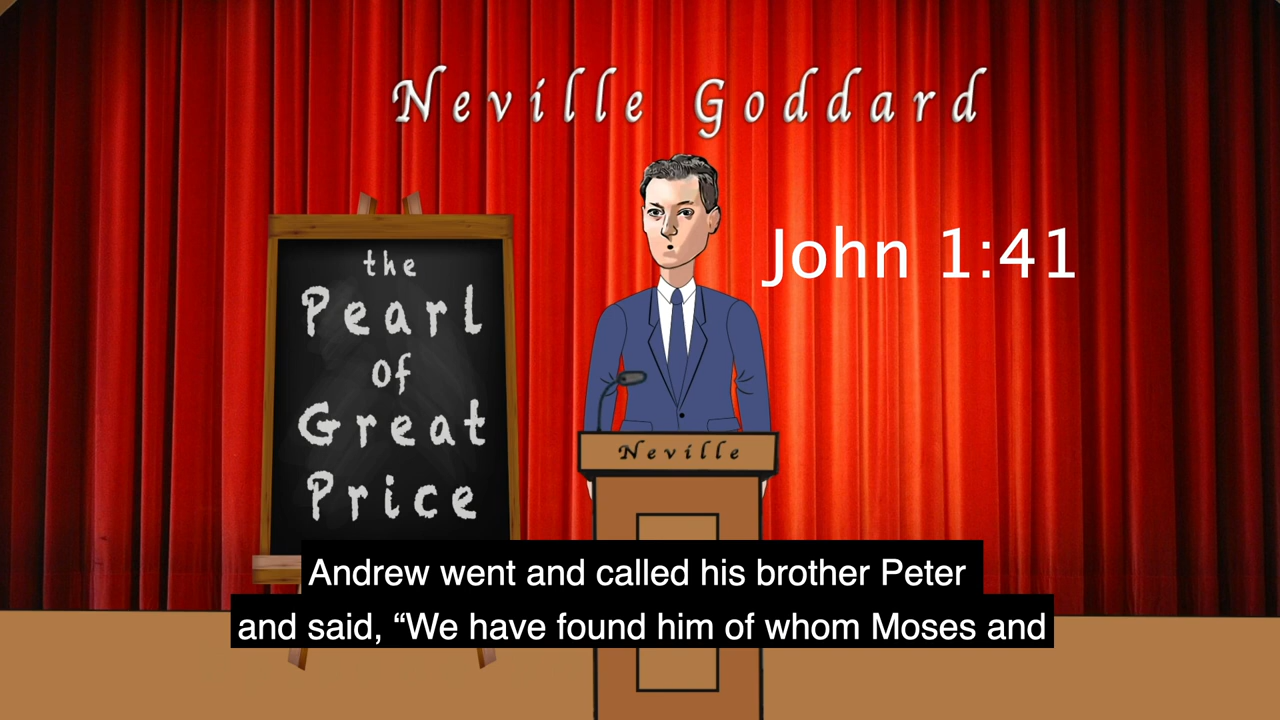 Neville Goddard
John 1:41
the
Pearl
of
Great
Price
Neville
Andrew went and called his brother Peter
and said, “We have found him of whom Moses and